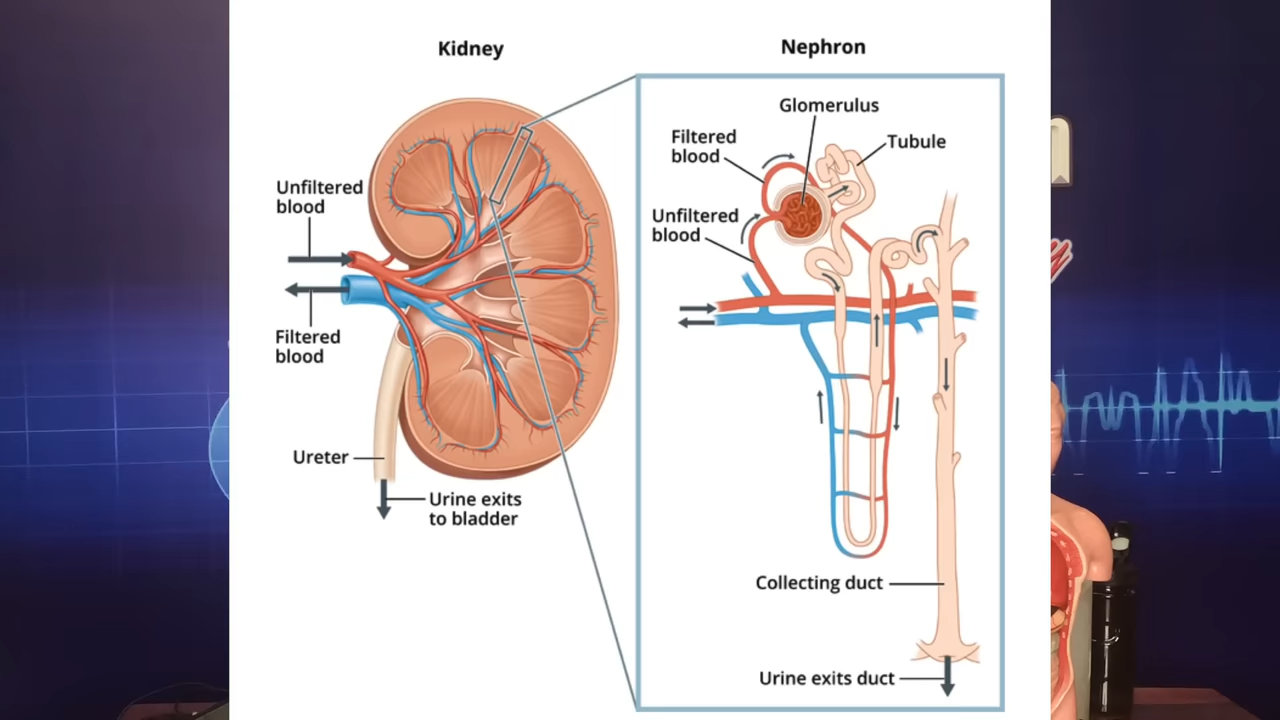 Kidney
Unfiltered
blood
Filtered
blood
Ureter
Urine exits
to bladder
Nephron
Glomerulus
Filtered
blood
Tubule
Unfiltered
blood
Collecting duct
Urine exits duct